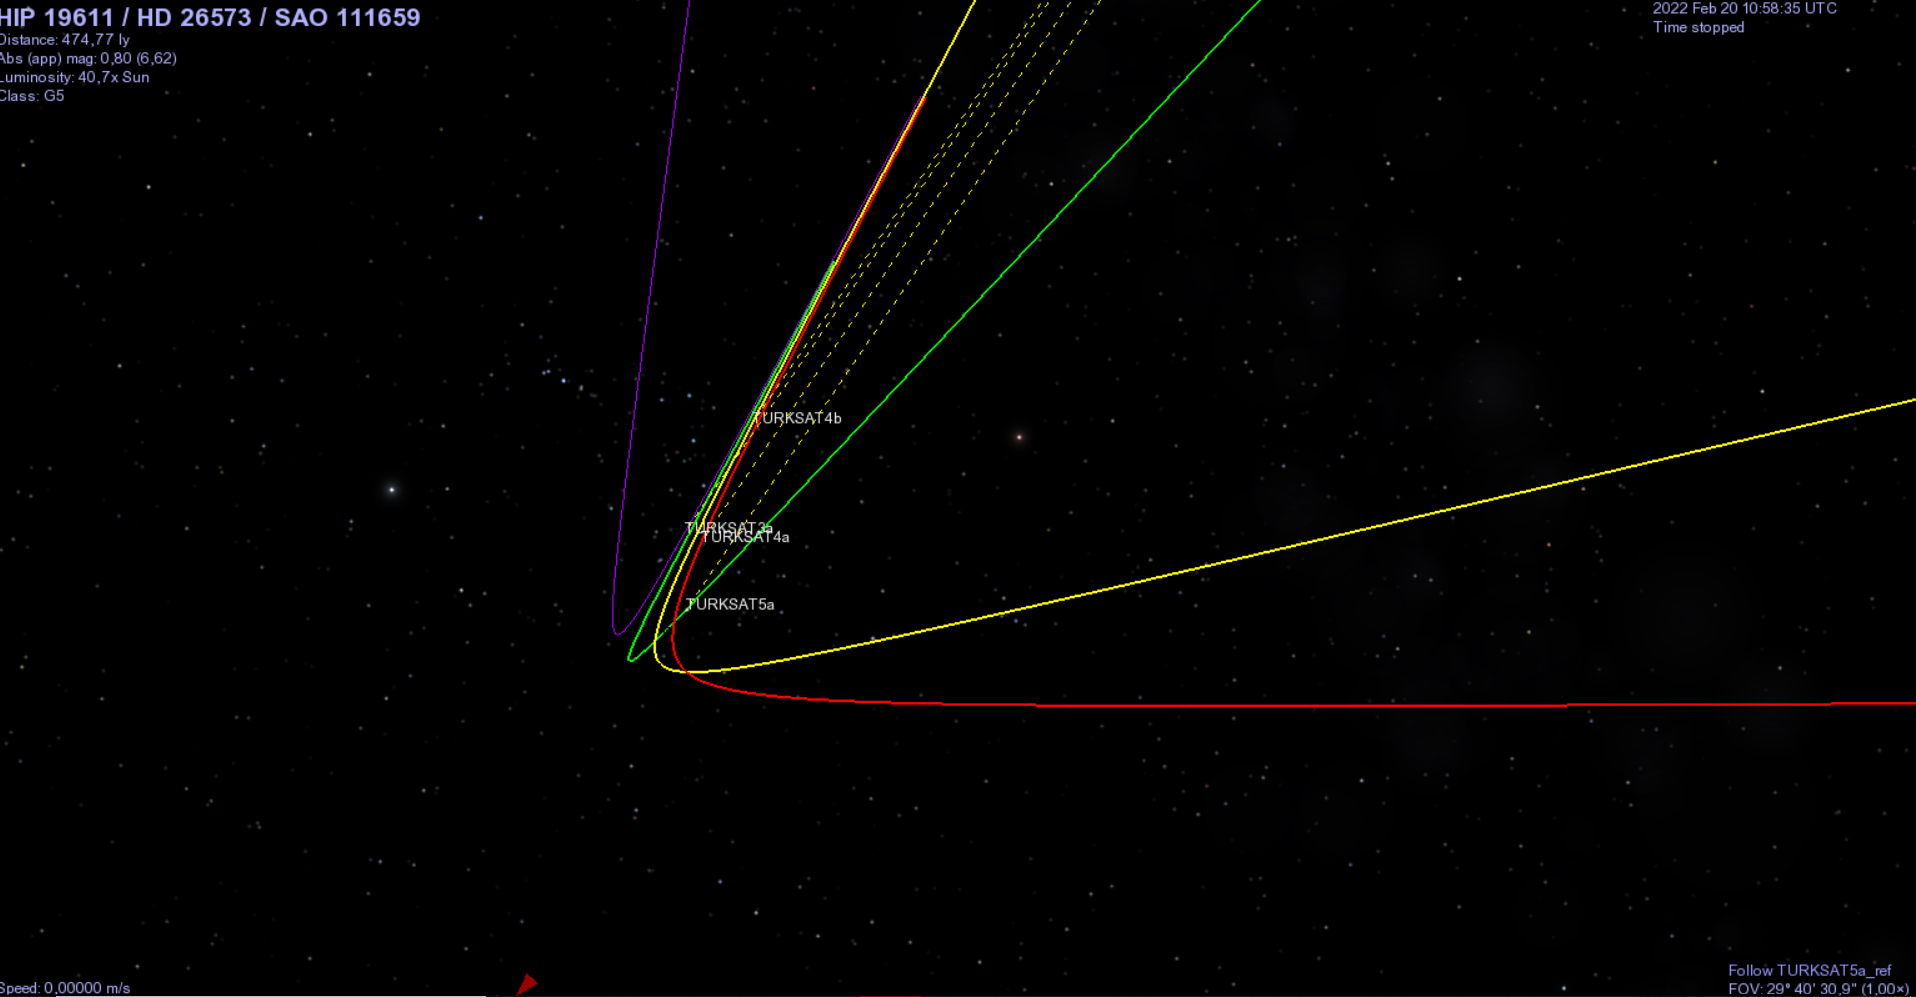 HIP 19611 / HD 26573 / SAO 111659
Distance: 474,77 ly
Abs (app) mag: 0,80 (6,62)
Luminosity: 40,7x Sun
Class: G5
2022 Feb 20 10:58:35 UTC
Time stopped
TURKSAT4b
TURKSAT3a
TURKSAT4a
TURKSAT5a
Speed: 0,00000 m/s
Follow TURKSAT5a_ref
FOV: 29° 40' 30,9" (1,00×)